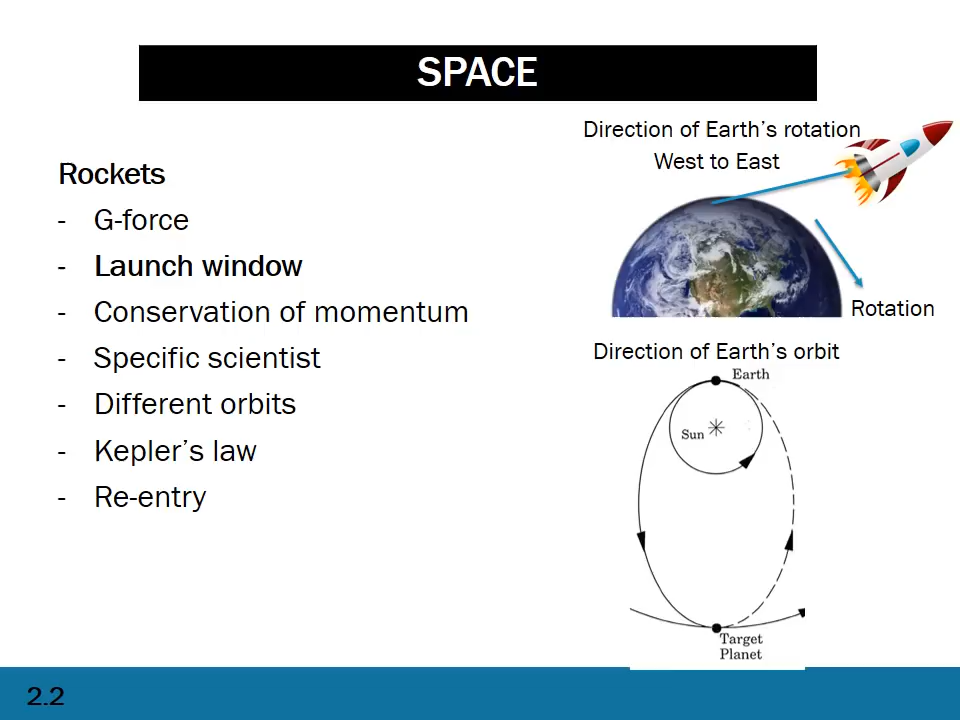 SPACE
Rockets
- G-force
- Launch window
- Conservation of momentum
- Specific scientist
- Different orbits
- Kepler’s law
- Re-entry
Direction of Earth’s rotation
West to East
Rotation
Direction of Earth’s orbit
Earth
Sun
Target
Planet
2.2